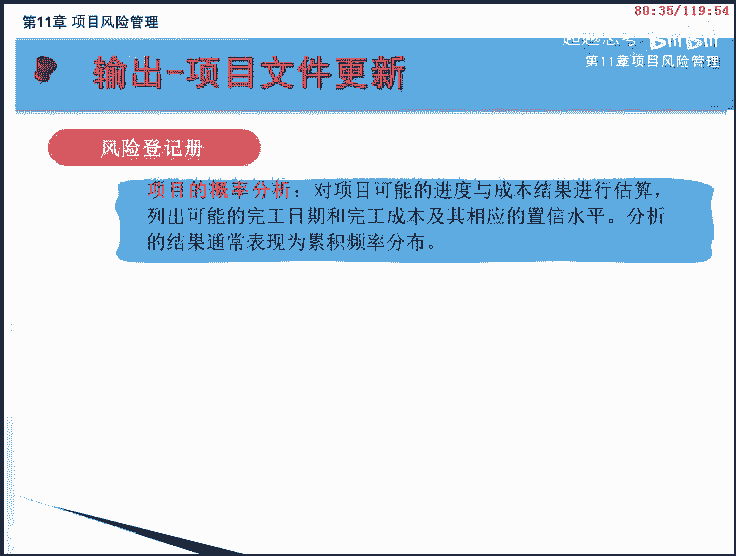 80:35/119:54
第11章 项目风险管理
输出-项目文件更新
第11章项目风险管理
风险登记册
项目的概率分析：对项目可能的进度与成本结果进行估算，
列出可能的完工日期和完工成本及其相应的置信水平。分析
的结果通常表现为累积频率分布。